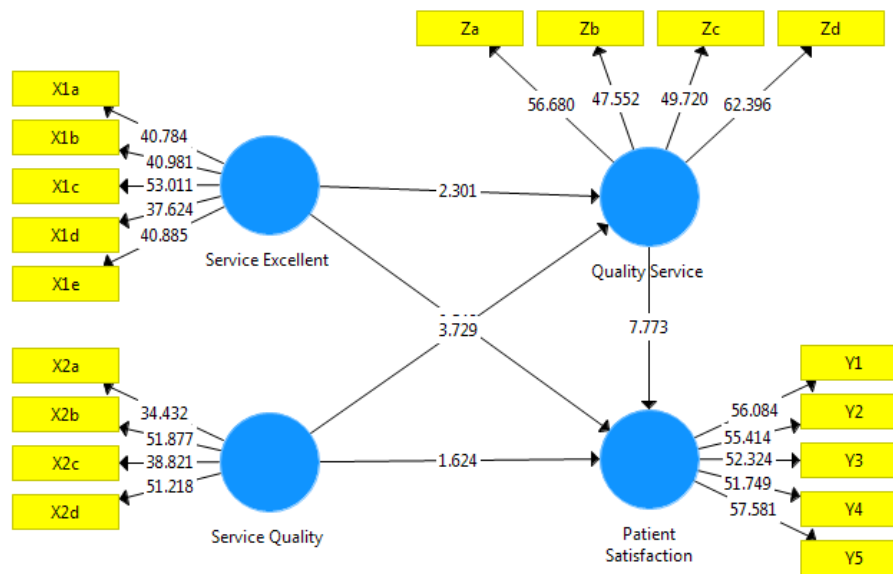 Za
Zb
Zc
Zd
56.680
47.552
49.720
62.396
X1a
X1b
X1c
X1d
X1e
40.784
40.981
53.011
37.624
40.885
Service Excellent
2.301
Quality Service
3.729
7.773
X2a
X2b
X2c
X2d
34.432
51.877
38.821
51.218
Service Quality
1.624
Patient
Satisfaction
56.084
55.414
52.324
51.749
57.581
Y1
Y2
Y3
Y4
Y5